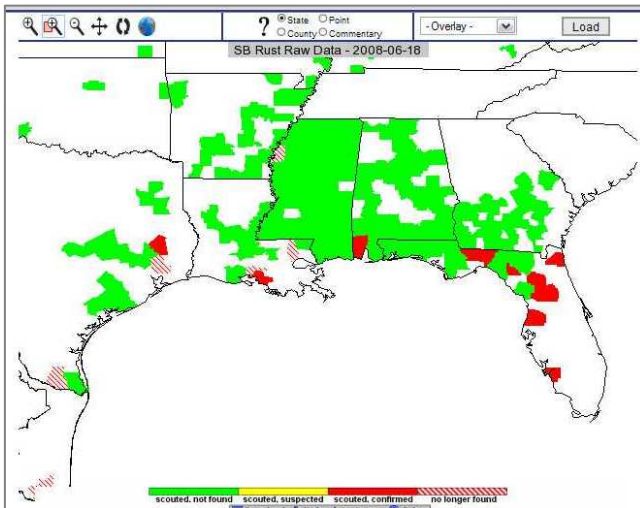 ? State Point - Overlay - Load
County Commentary
SB Rust Raw Data - 2008-06-18
scouted, not found scouted, suspected scouted, confirmed no longer found